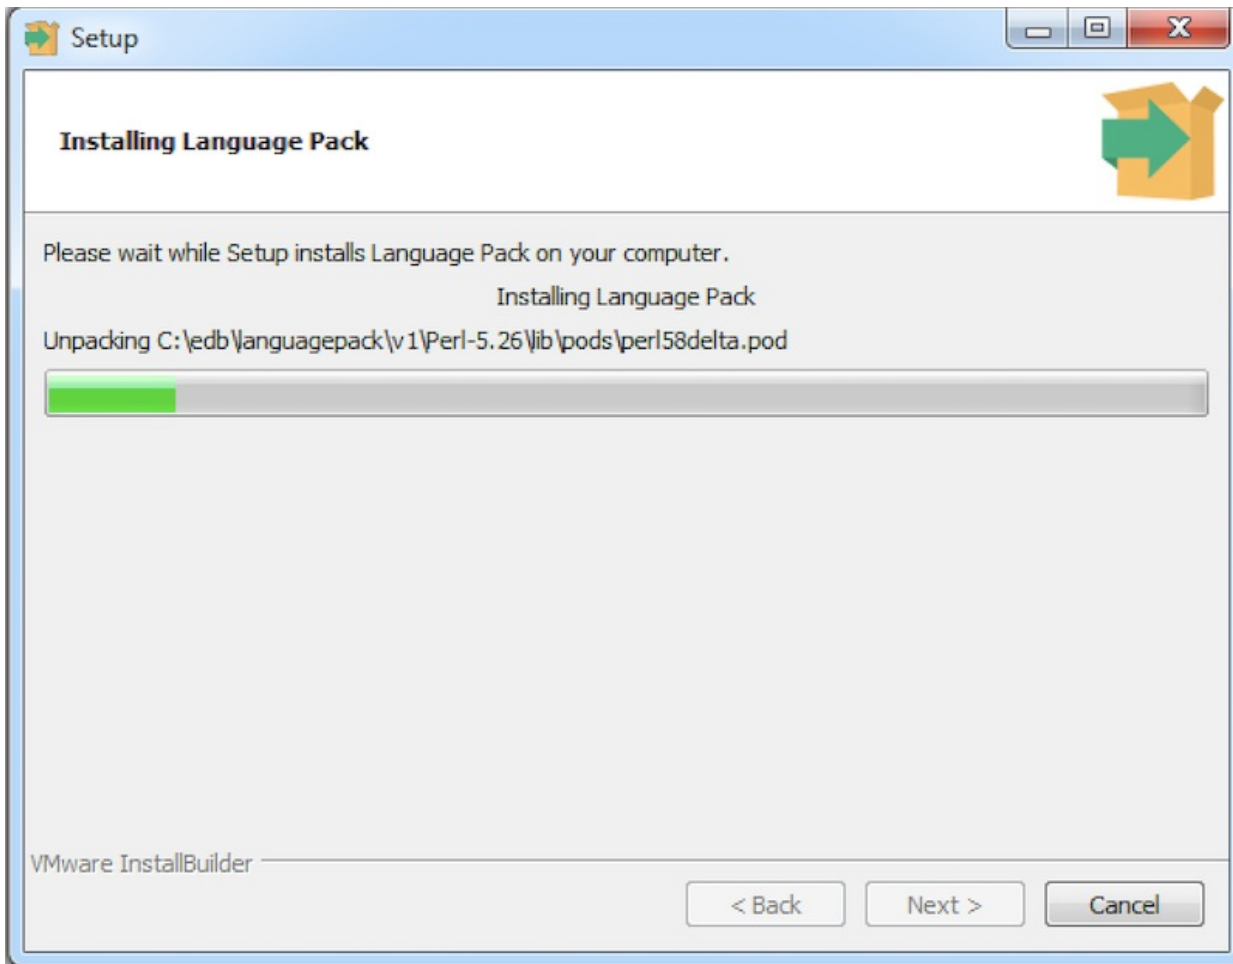 Setup
Installing Language Pack
Please wait while Setup installs Language Pack on your computer.
Installing Language Pack
Unpacking C:\edb\languagepack\v1\Perl-5.26\lib\pods\perl58delta.pod
VMware InstallBuilder
< Back
Next >
Cancel